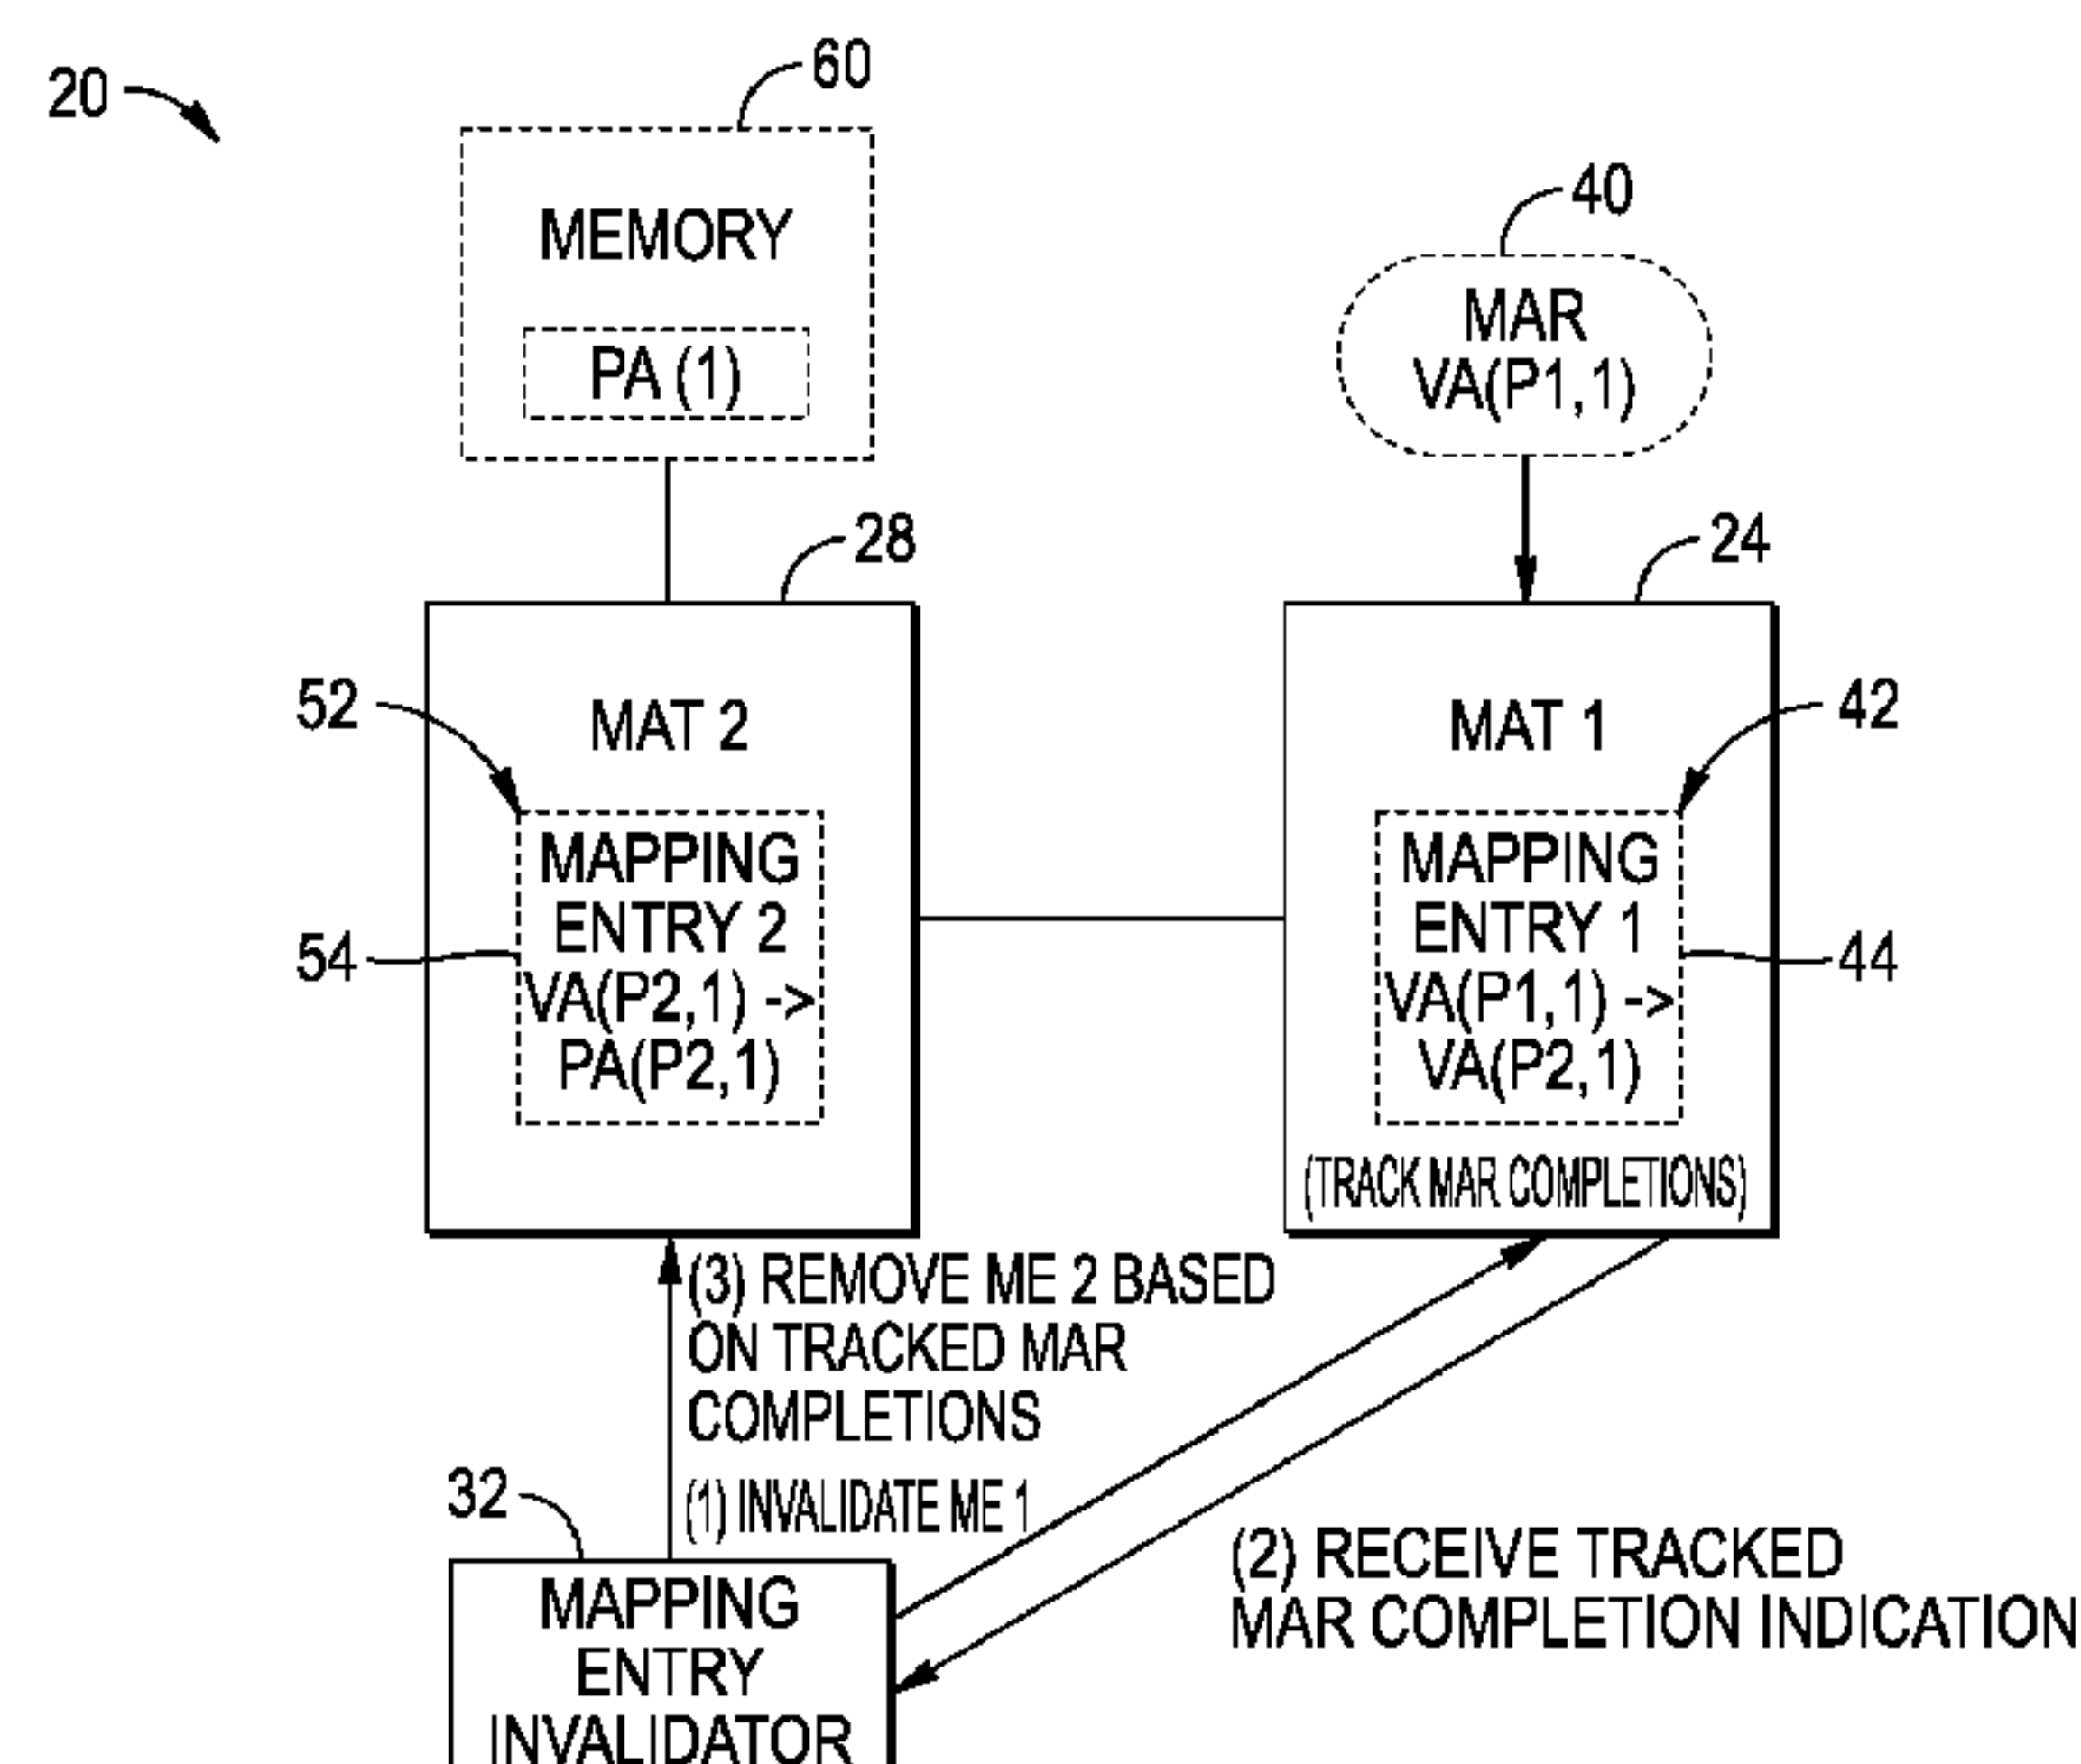 20
60
MEMORY
PA (1)
40
MAR
VA(P1,1)
28
24
52
MAT 2
MAPPING
ENTRY 2
VA(P2,1) ->
PA(P2,1)
54
MAT 1
42
MAPPING
ENTRY 1
VA(P1,1) ->
VA(P2,1)
44
(TRACK MAR COMPLETIONS)
(3) REMOVE ME 2 BASED
ON TRACKED MAR
COMPLETIONS
(1) INVALIDATE ME 1
32
(2) RECEIVE TRACKED
MAR COMPLETION INDICATION
MAPPING
ENTRY
INVALIDATOR